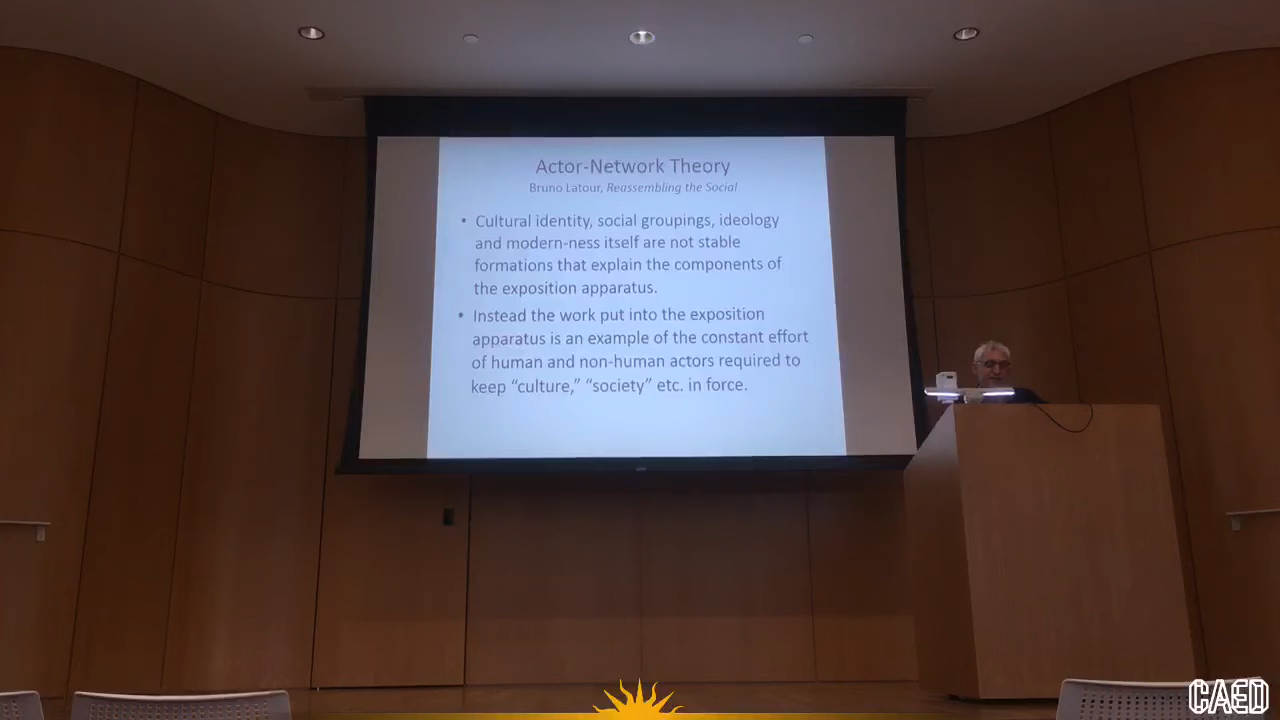 Actor-Network Theory
Bruno Latour, Reassembling the Social
• Cultural identity, social groupings, ideology
and modern-ness itself are not stable
formations that explain the components of
the exposition apparatus.
• Instead the work put into the exposition
apparatus is an example of the constant effort
of human and non-human actors required to
keep “culture,” “society” etc. in force.
CAED